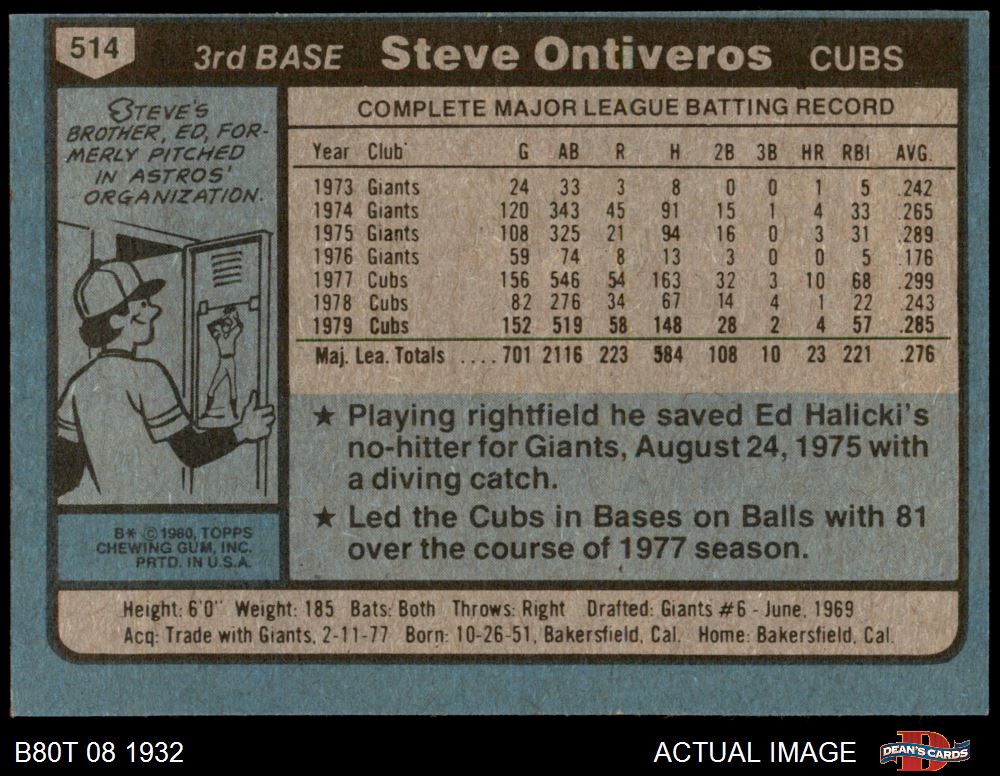 514
3rd BASE Steve Ontiveros CUBS
STEVE'S
BROTHER, ED, FOR-
MERLY PITCHED
IN ASTROS'
ORGANIZATION.
COMPLETE MAJOR LEAGUE BATTING RECORD
Year Club G AB R H 2B 3B HR RBI AVG.
1973 Giants 24 33 3 8 0 0 1 5 .242
1974 Giants 120 343 45 91 15 1 4 33 .265
1975 Giants 108 325 21 94 16 0 3 31 .289
1976 Giants 59 74 8 13 3 0 0 5 .176
1977 Cubs 156 546 54 163 32 3 10 68 .299
1978 Cubs 82 276 34 67 14 4 1 22 .243
1979 Cubs 152 519 58 148 28 2 4 57 .285
Maj. Lea. Totals ....701 2116 223 584 108 10 23 221 .276
★ Playing rightfield he saved Ed Halicki's
no-hitter for Giants, August 24, 1975 with
a diving catch.
★ Led the Cubs in Bases on Balls with 81
over the course of 1977 season.
B* © 1980, TOPPS
CHEWING GUM, INC.
PRTD. IN U.S.A.
Height: 6'0" Weight: 185 Bats: Both Throws: Right Drafted: Giants #6 - June, 1969
Acq: Trade with Giants, 2-11-77 Born: 10-26-51, Bakersfield, Cal. Home: Bakersfield, Cal.
B80T 08 1932
ACTUAL IMAGE
DEAN'S CARDS